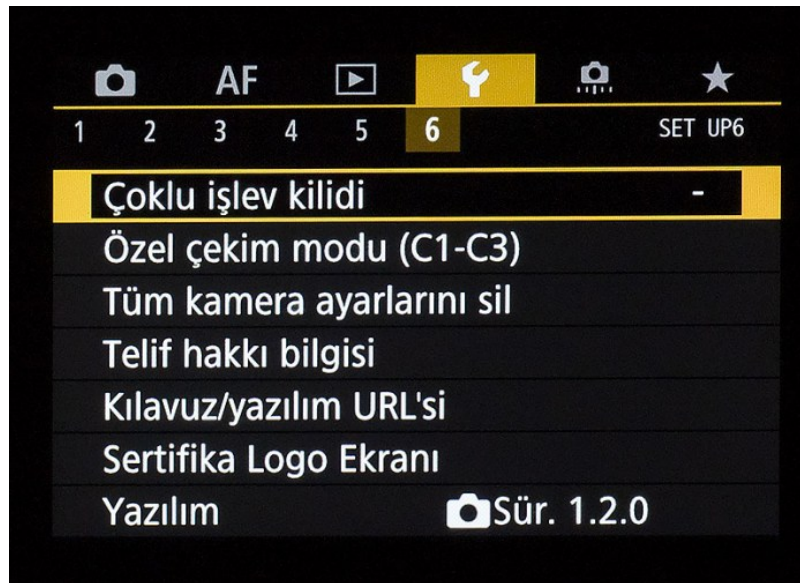 AF
1 2 3 4 5 6 SET UP6
Çoklu işlev kilidi -
Özel çekim modu (C1-C3)
Tüm kamera ayarlarını sil
Telif hakkı bilgisi
Kılavuz/yazılım URL'si
Sertifika Logo Ekranı
Yazılım Sür. 1.2.0